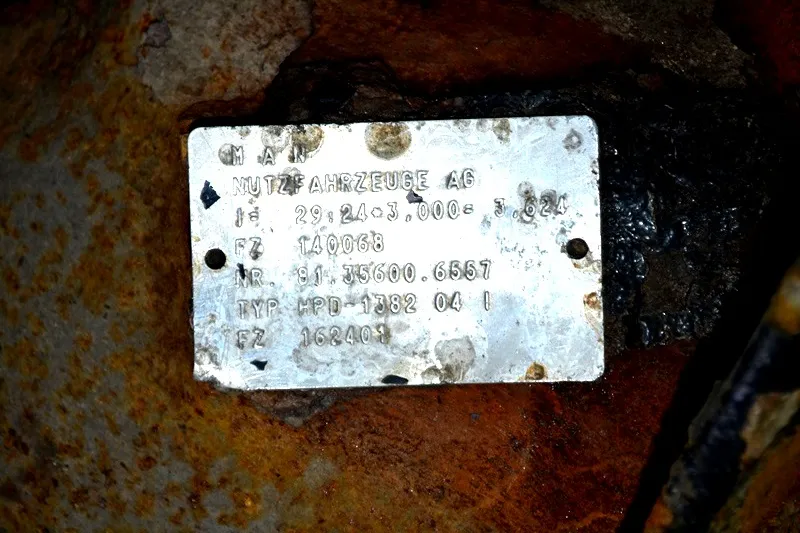 M A N
NUTZFAHRZEUGE AG
I= 29:24*3,000= 3,624
FZ 140068
NR. 81.35600.6557
TYP HPD-1382 04 I
FZ 162401